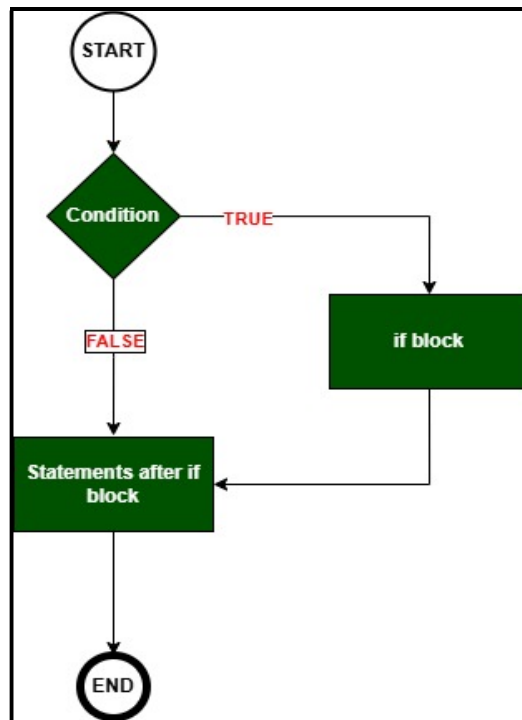 START
Condition
TRUE
if block
FALSE
Statements after if
block
END